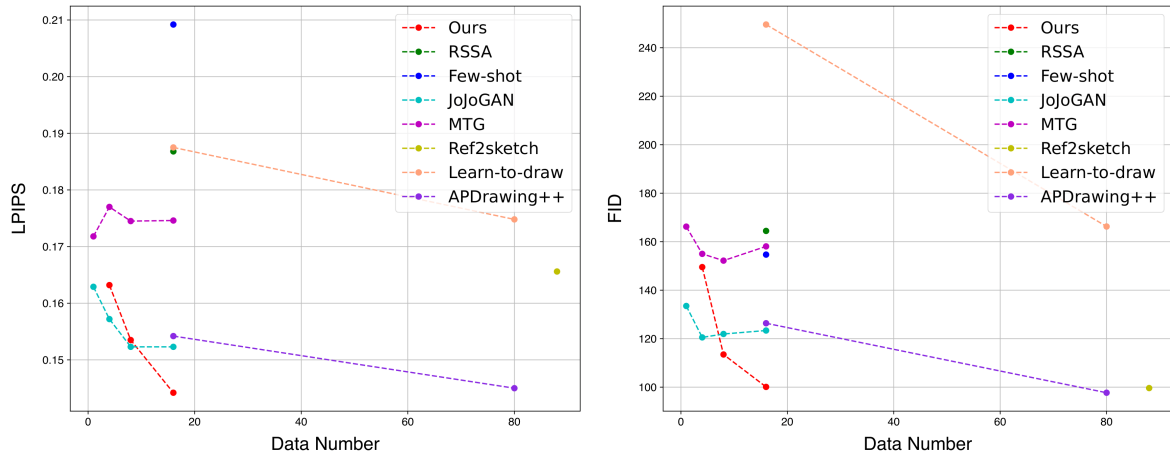 0.21
0.20
0.19
0.18
0.17
0.16
0.15
LPIPS
0
20
40
60
80
Data Number
Ours
RSSA
Few-shot
JoJoGAN
MTG
Ref2sketch
Learn-to-draw
APDrawing++
240
220
200
180
160
140
120
100
FID
0
20
40
60
80
Data Number
Ours
RSSA
Few-shot
JoJoGAN
MTG
Ref2sketch
Learn-to-draw
APDrawing++